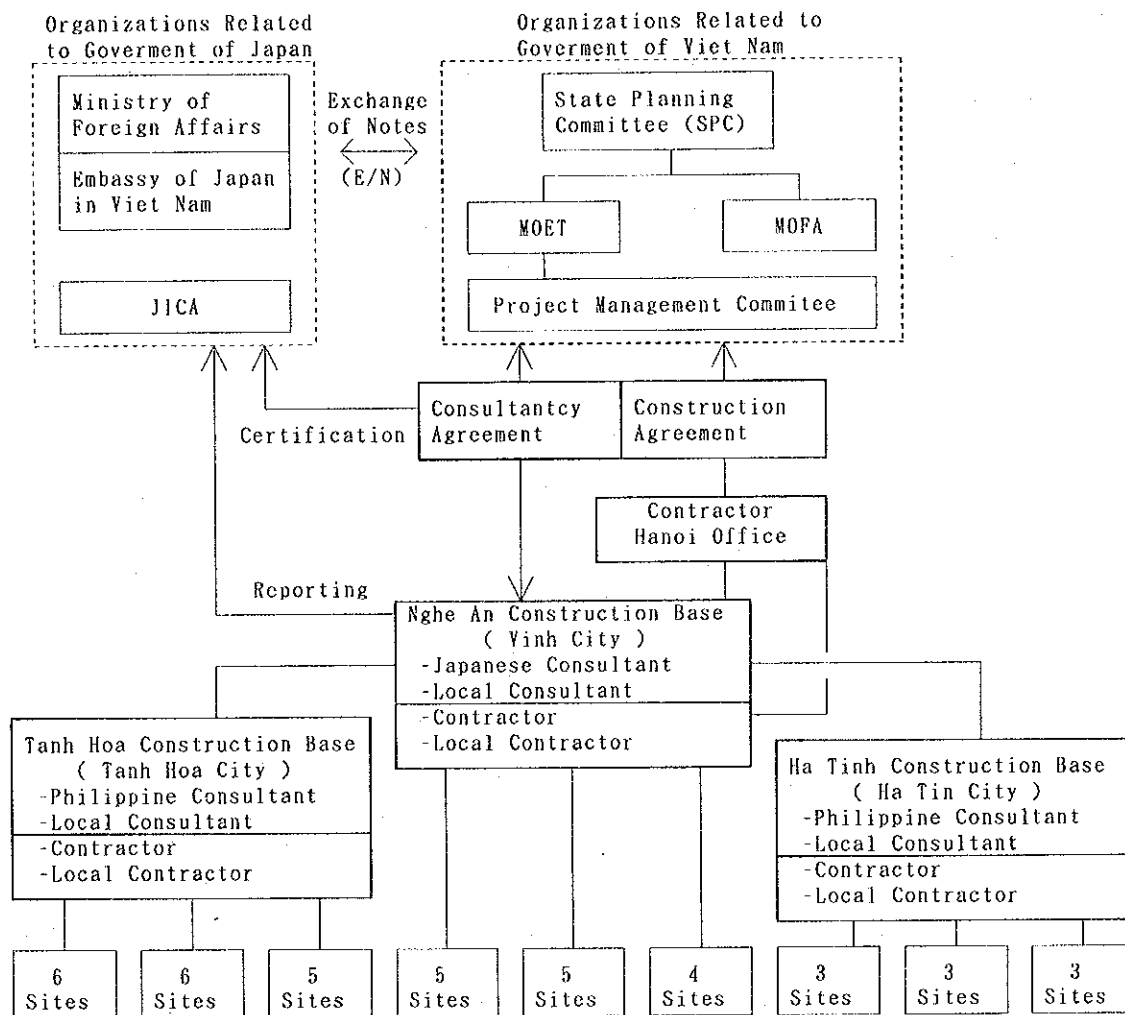 Organizations Related
to Goverment of Japan
Organizations Related to
Goverment of Viet Nam
Ministry of
Foreign Affairs
Embassy of Japan
in Viet Nam
JICA
Exchange
of Notes
(E/N)
State Planning
Committee (SPC)
MOET
MOFA
Project Management Commitee
Certification
Consultantcy
Agreement
Construction
Agreement
Contractor
Hanoi Office
Reporting
Nghe An Construction Base
( Vinh City )
-Japanese Consultant
-Local Consultant
-Contractor
-Local Contractor
Tanh Hoa Construction Base
( Tanh Hoa City )
-Philippine Consultant
-Local Consultant
-Contractor
-Local Contractor
Ha Tinh Construction Base
( Ha Tin City )
-Philippine Consultant
-Local Consultant
-Contractor
-Local Contractor
6
Sites
6
Sites
5
Sites
5
Sites
5
Sites
4
Sites
3
Sites
3
Sites
3
Sites